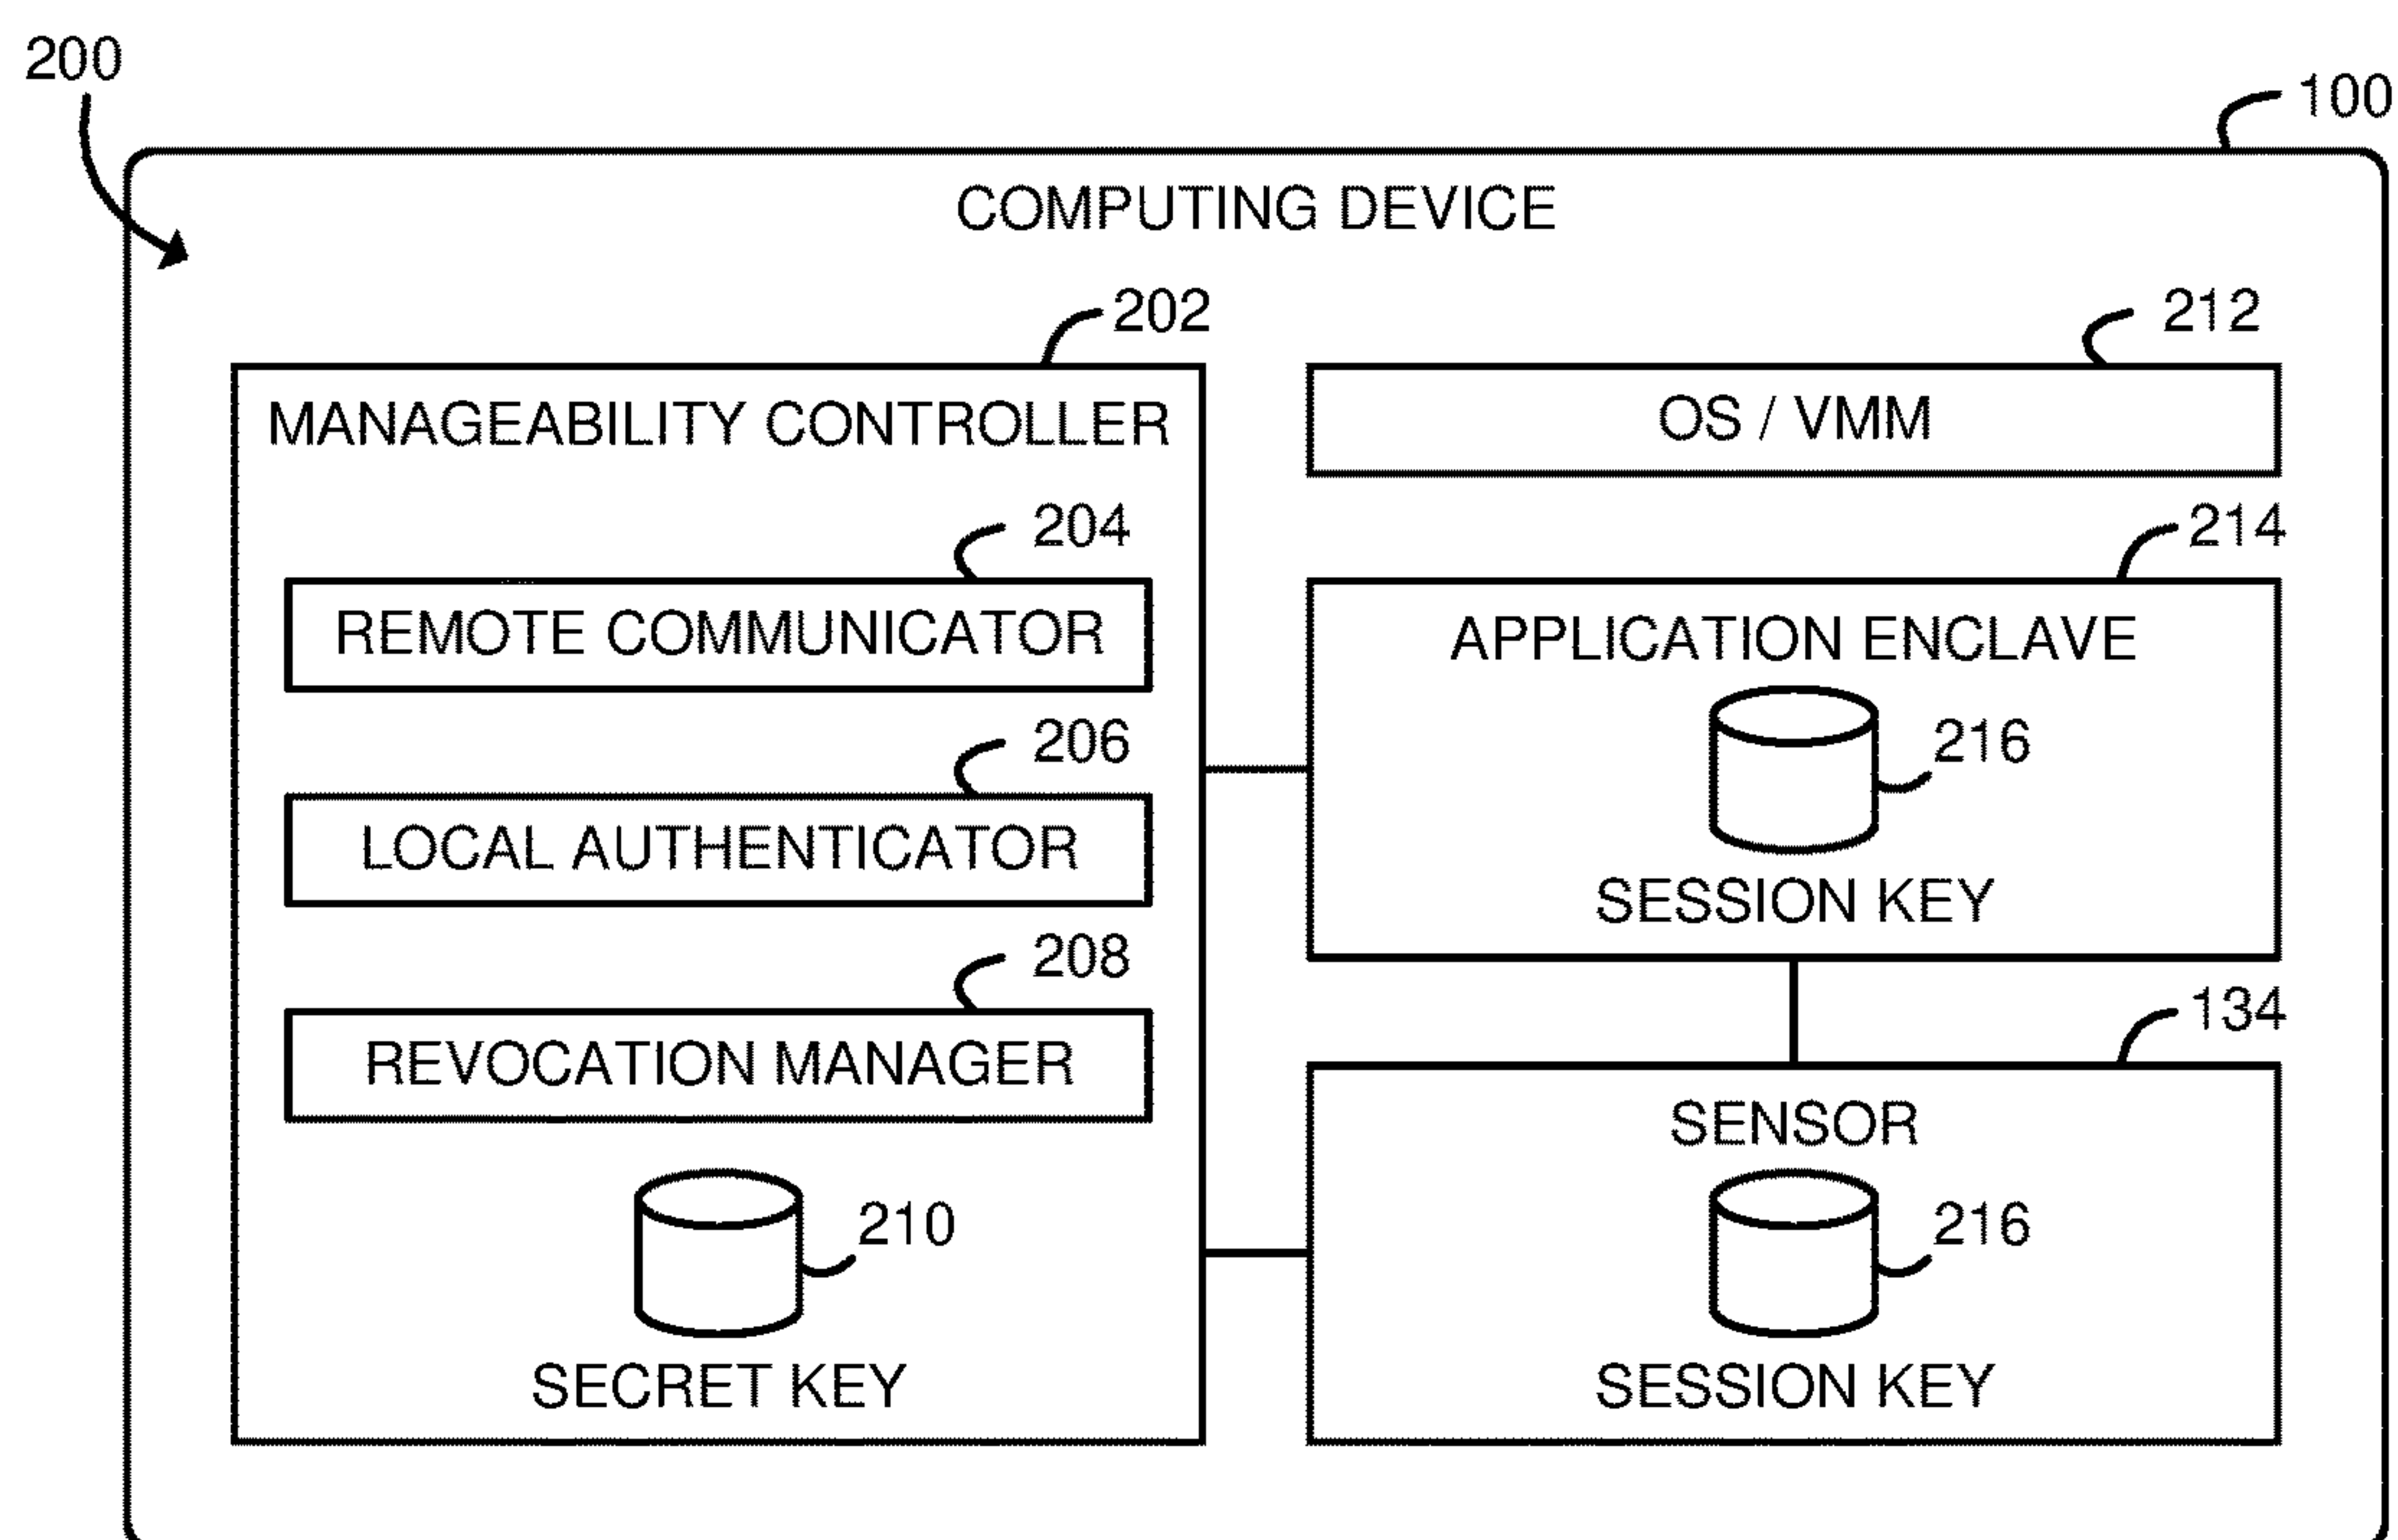 200
100
COMPUTING DEVICE
202
212
MANAGEABILITY CONTROLLER
OS / VMM
204
214
REMOTE COMMUNICATOR
APPLICATION ENCLAVE
206
216
LOCAL AUTHENTICATOR
SESSION KEY
208
134
REVOCATION MANAGER
SENSOR
210
216
SECRET KEY
SESSION KEY